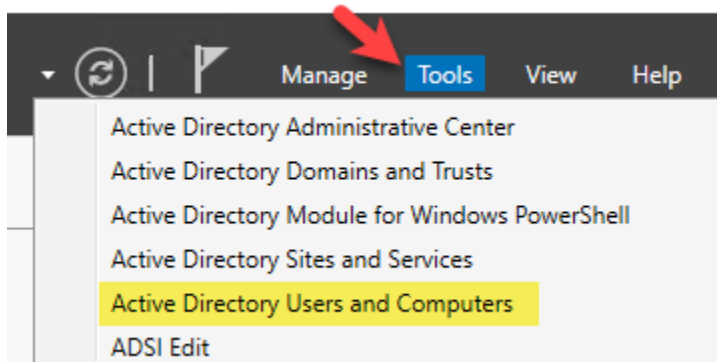 Manage Tools View Help
Active Directory Administrative Center
Active Directory Domains and Trusts
Active Directory Module for Windows PowerShell
Active Directory Sites and Services
Active Directory Users and Computers
ADSI Edit